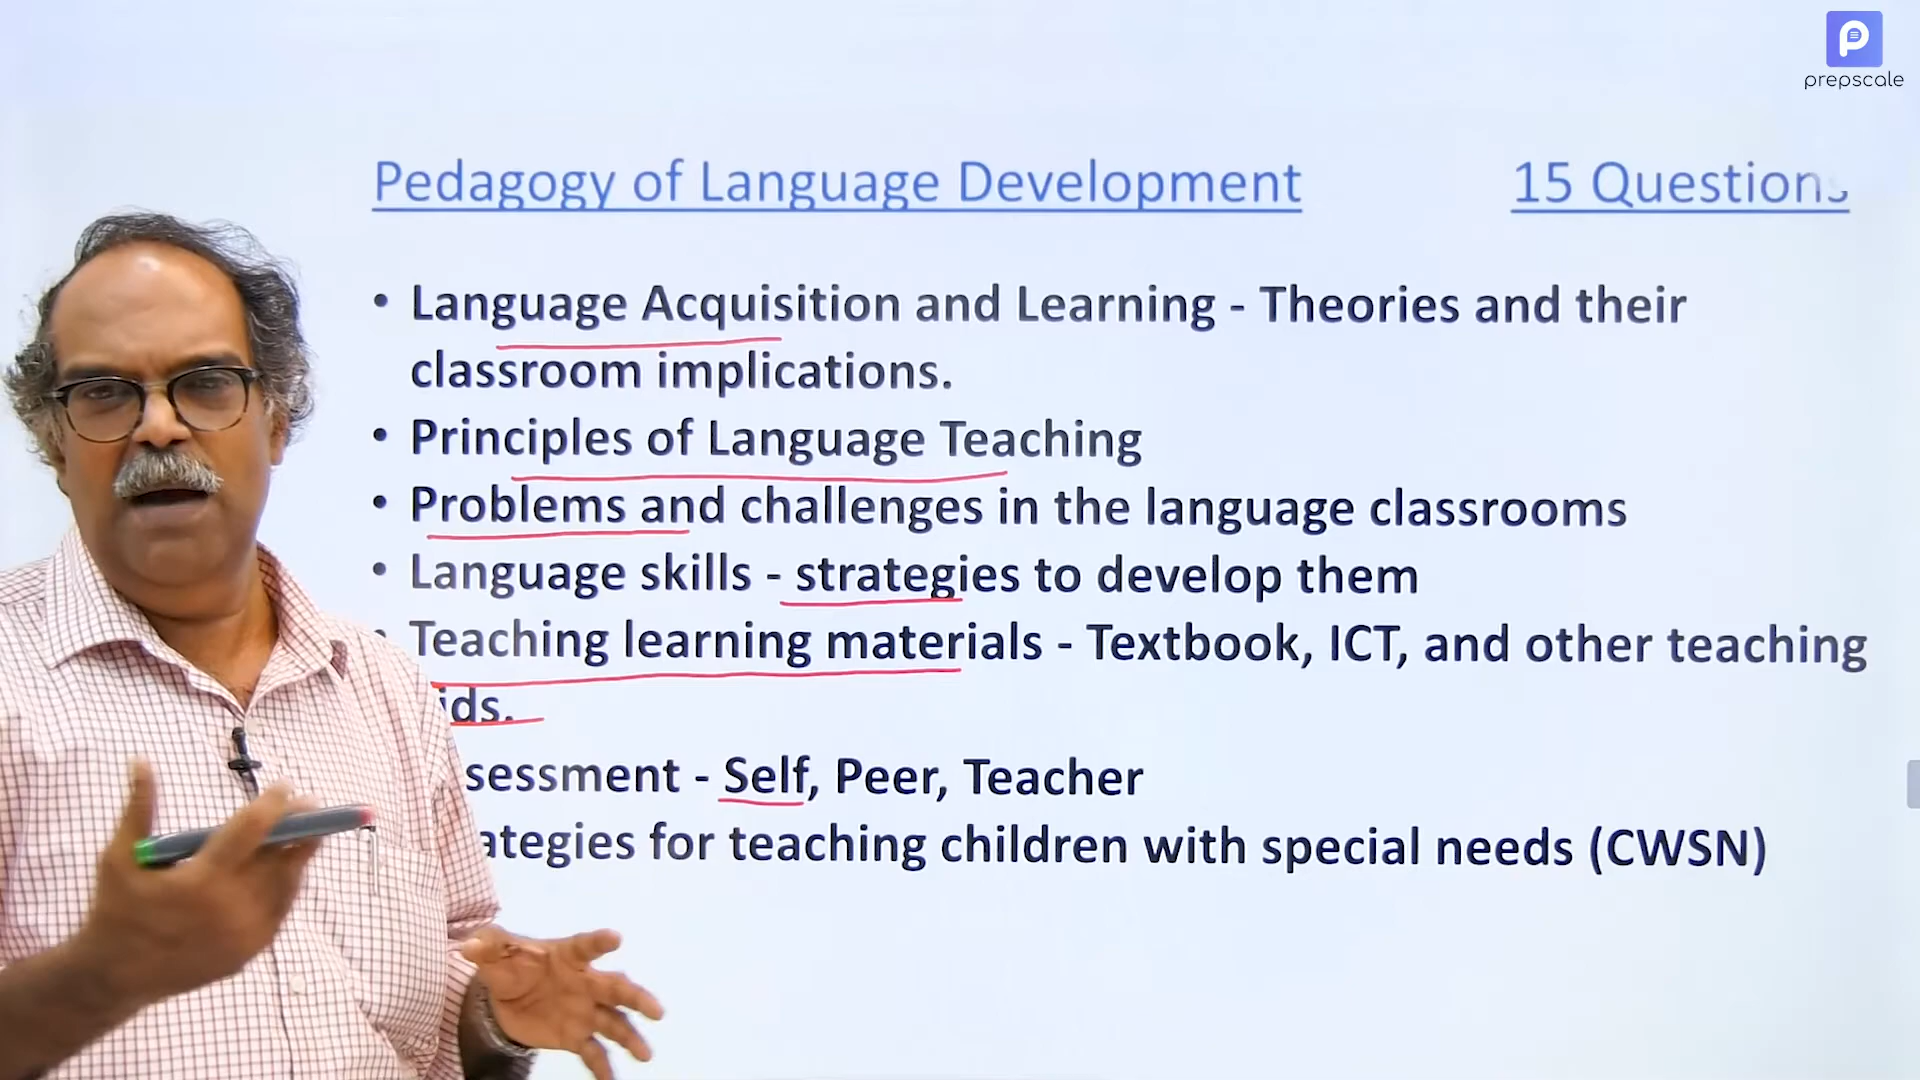 prepscale
Pedagogy of Language Development 15 Questions
• Language Acquisition and Learning - Theories and their
classroom implications.
• Principles of Language Teaching
• Problems and challenges in the language classrooms
• Language skills - strategies to develop them
• Teaching learning materials - Textbook, ICT, and other teaching
ids.
sessment - Self, Peer, Teacher
ategies for teaching children with special needs (CWSN)